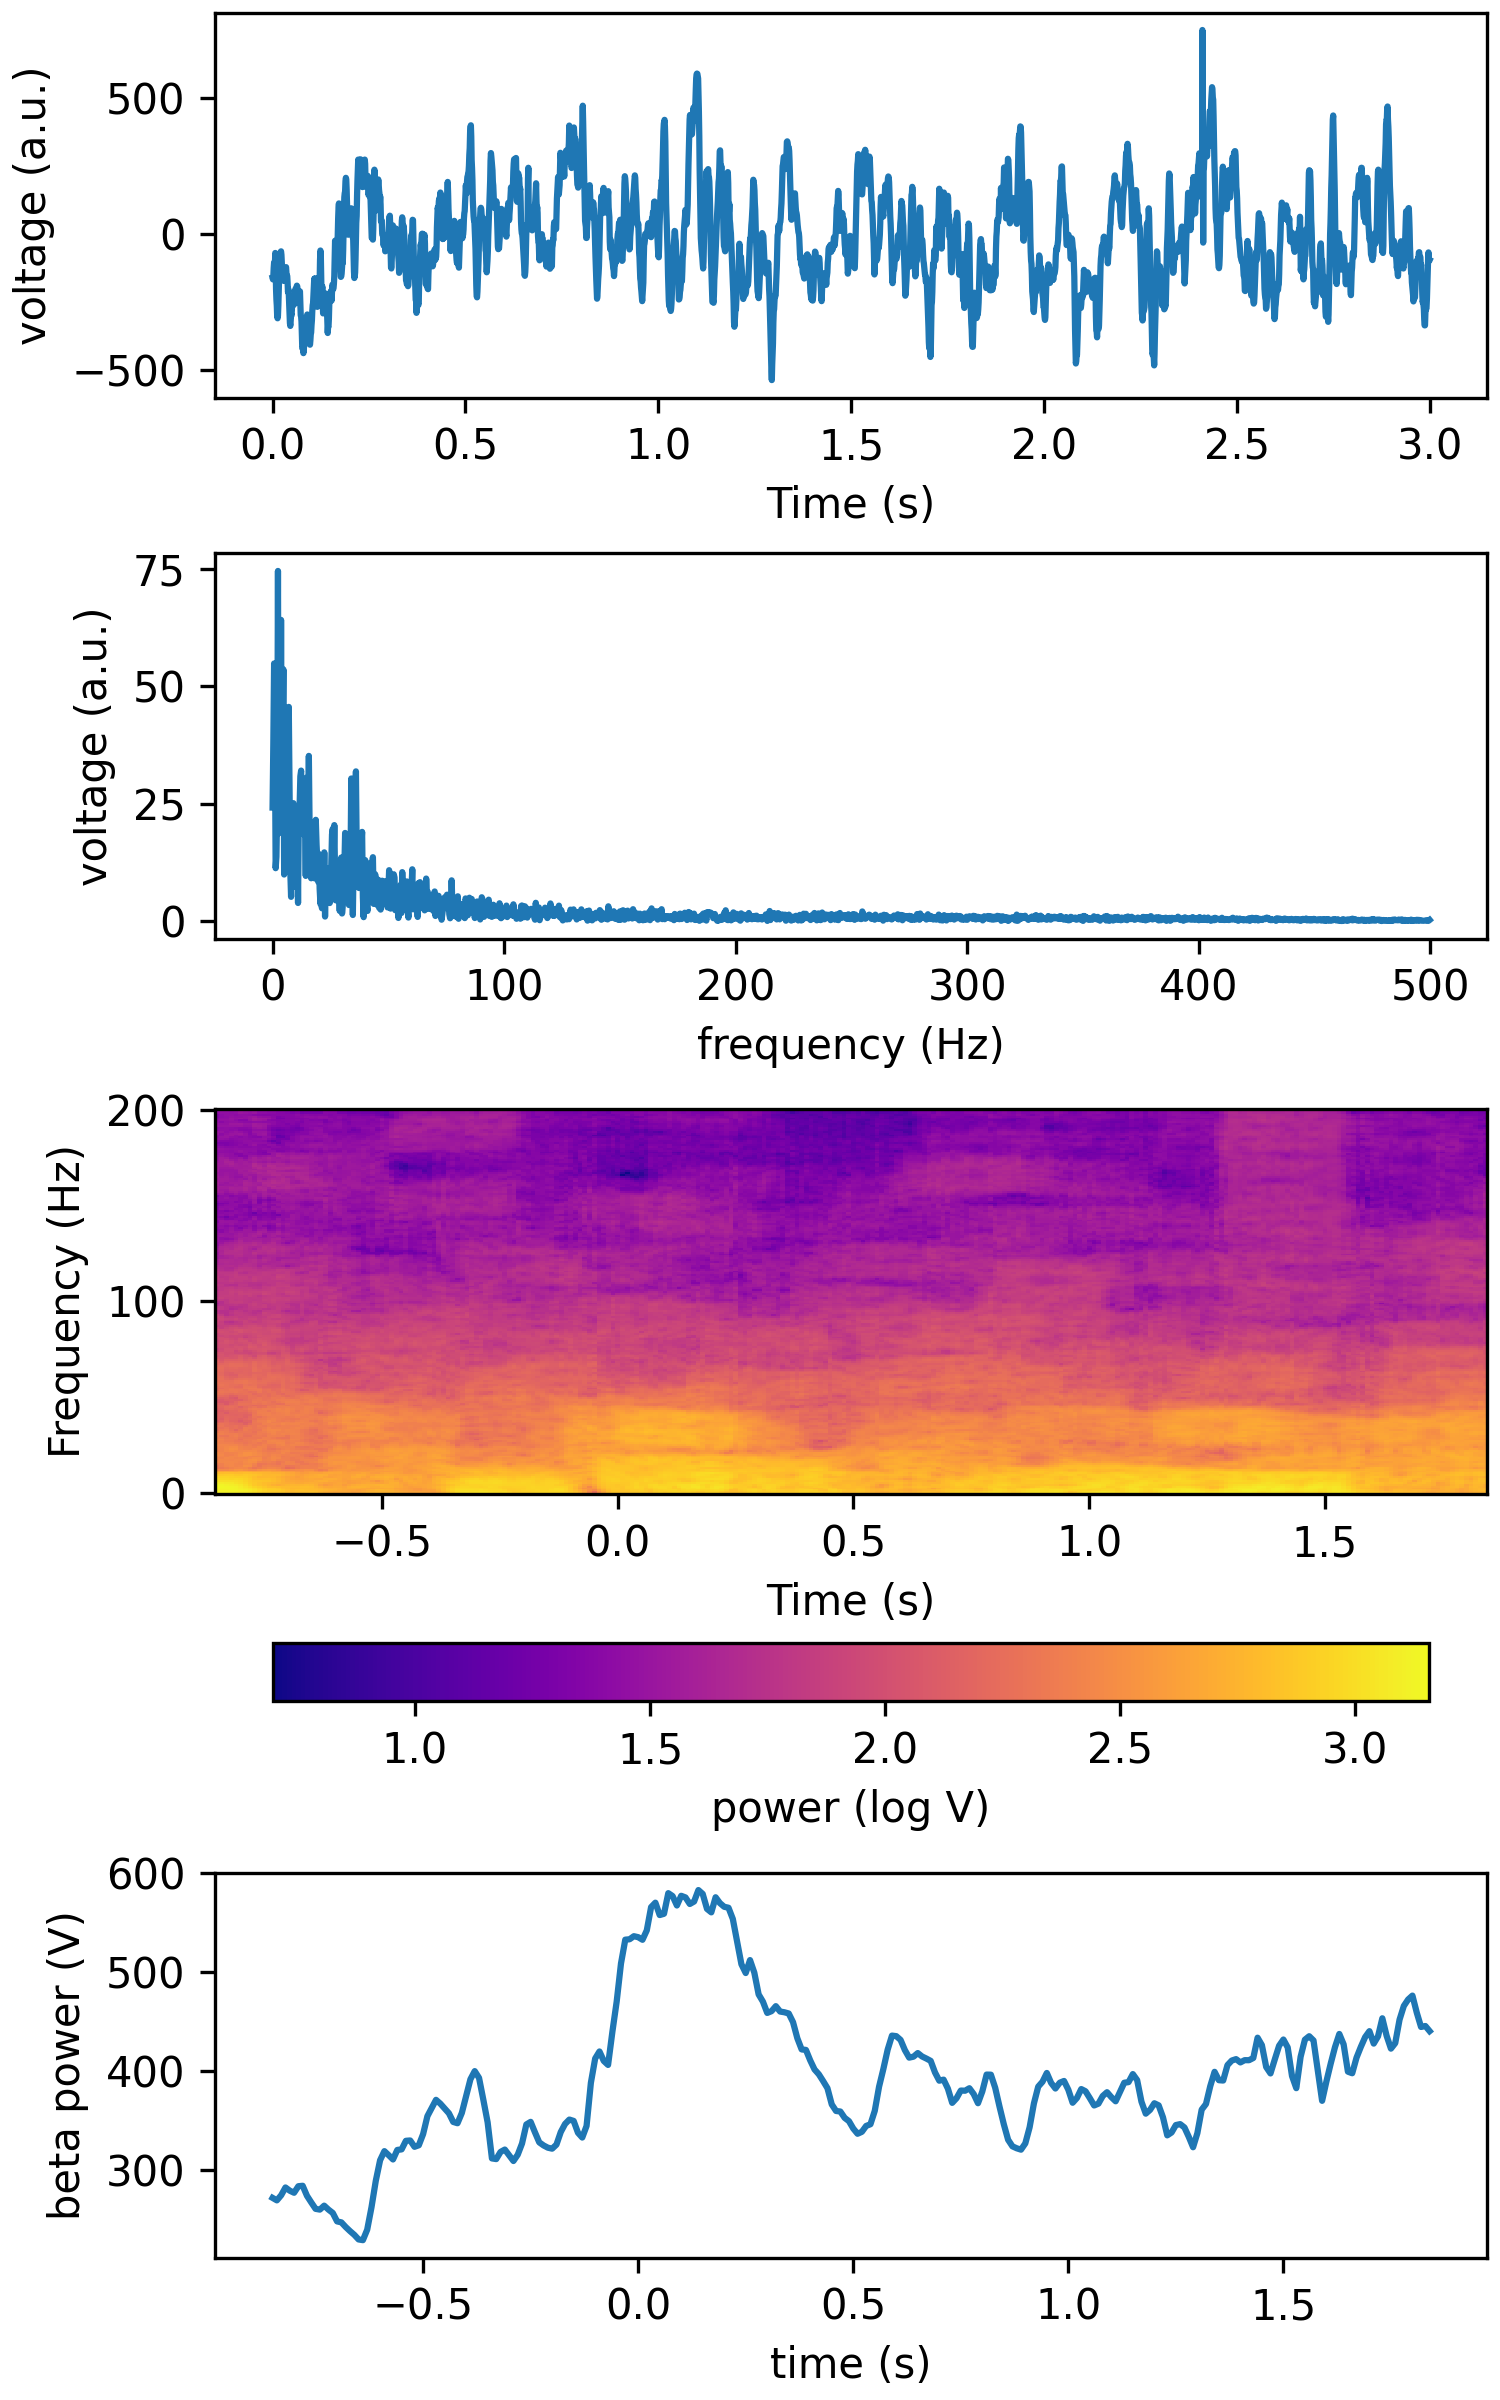 voltage (a.u.)
500
0
−500
0.0 0.5 1.0 1.5 2.0 2.5 3.0
Time (s)
voltage (a.u.)
75
50
25
0
0 100 200 300 400 500
frequency (Hz)
Frequency (Hz)
200
100
0
−0.5 0.0 0.5 1.0 1.5
Time (s)
1.0 1.5 2.0 2.5 3.0
power (log V)
beta power (V)
600
500
400
300
−0.5 0.0 0.5 1.0 1.5
time (s)